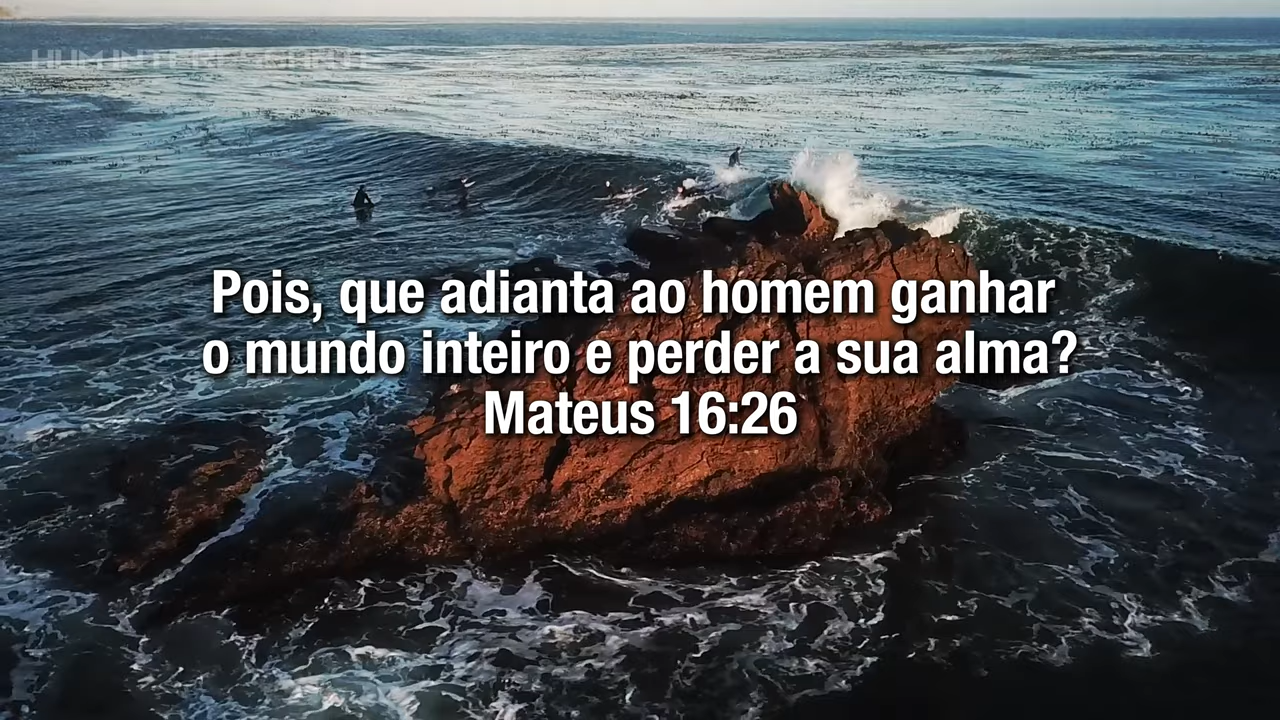 Pois, que adianta ao homem ganhar
o mundo inteiro e perder a sua alma?
Mateus 16:26